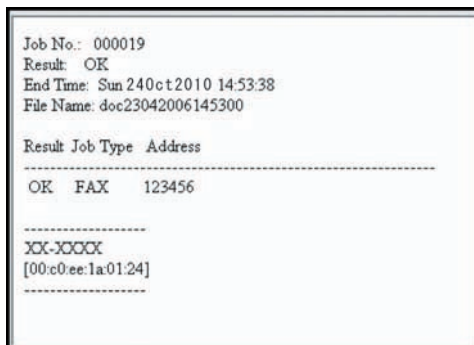 Job No.: 000019
Result: OK
End Time: Sun 24Oct2010 14:53:38
File Name: doc23042006145300
Result Job Type Address
----------------------------------------------------------------------
OK FAX 123456
-------------------
XX-XXXX
[00:c0:ee:1a:01:24]
-------------------